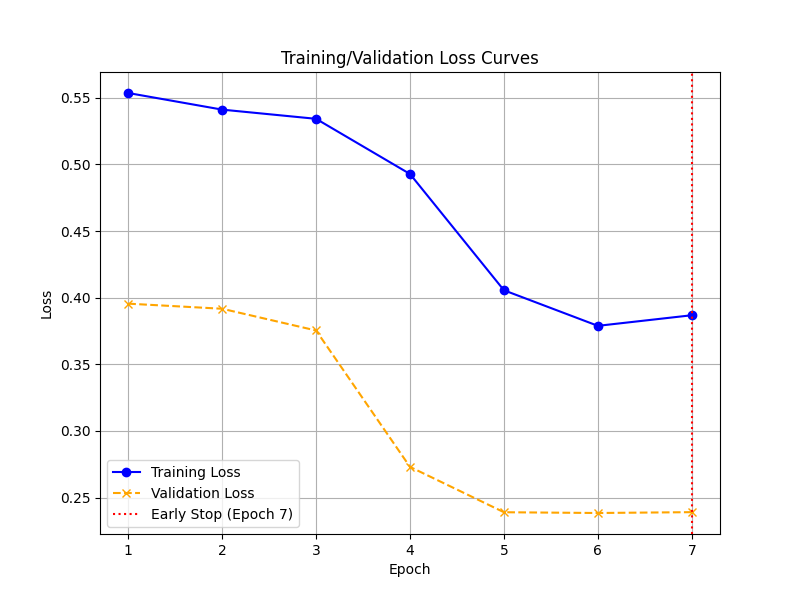 Training/Validation Loss Curves
Loss
0.55
0.50
0.45
0.40
0.35
0.30
0.25
Training Loss
Validation Loss
Early Stop (Epoch 7)
1 2 3 4 5 6 7
Epoch